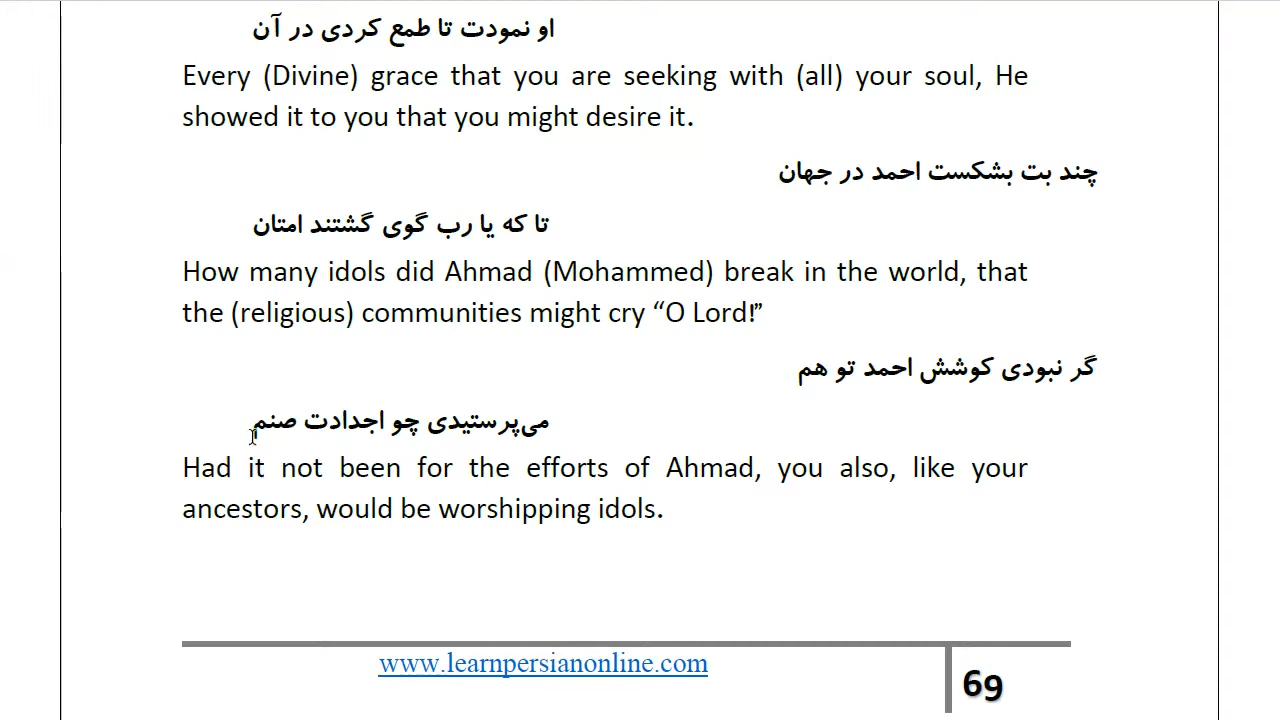 او نمودت تا طمع کردی در آن
Every (Divine) grace that you are seeking with (all) your soul, He
showed it to you that you might desire it.
چند بت بشکست احمد در جهان
تا که یا رب گوی گشتند امتان
How many idols did Ahmad (Mohammed) break in the world, that
the (religious) communities might cry “O Lord!”
گر نبودی کوشش احمد تو هم
می‌پرستیدی چو اجدادت صنم
Had it not been for the efforts of Ahmad, you also, like your
ancestors, would be worshipping idols.
www.learnpersianonline.com
69